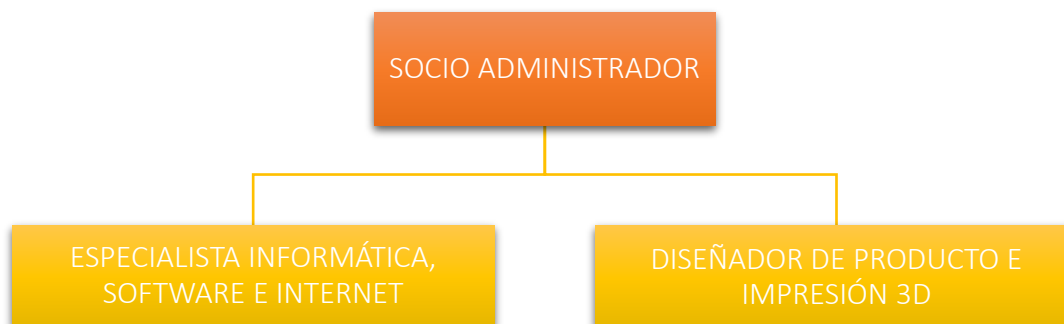 SOCIO ADMINISTRADOR
ESPECIALISTA INFORMÁTICA,
SOFTWARE E INTERNET
DISEÑADOR DE PRODUCTO E
IMPRESIÓN 3D